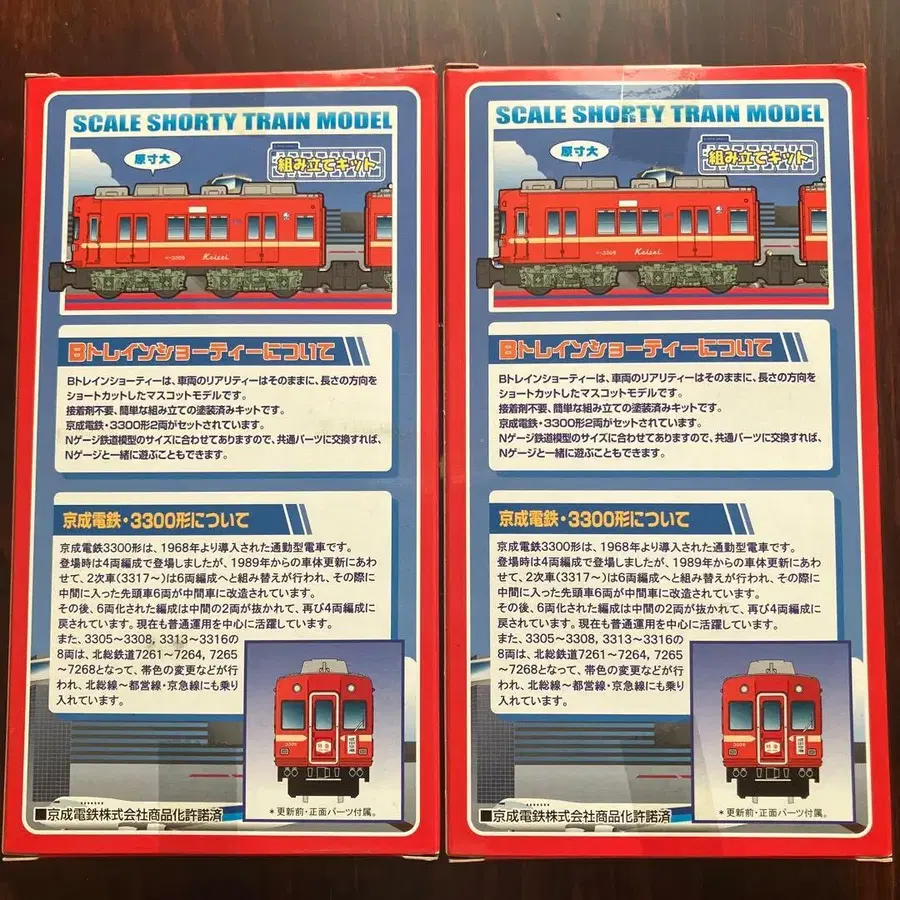 SCALE SHORTY TRAIN MODEL
原寸大
組み立てキット
Keisei
Bトレインショーティーについて
Bトレインショーティーは、車両のリアリティーはそのままに、長さの方向を
ショートカットしたマスコットモデルです。
接着剤不要、簡単な組み立ての塗装済みキットです。
京成電鉄・3300形2両がセットされています。
Nゲージ鉄道模型のサイズに合わせてありますので、共通パーツに交換すれば、
Nゲージと一緒に遊ぶこともできます。
京成電鉄・3300形について
京成電鉄3300形は、1968年より導入された通勤型電車です。
登場時は4両編成で登場しましたが、1989年からの車体更新にあわ
せて、2次車(3317〜)は6両編成へと組み替えが行われ、その際に
中間に入った先頭車6両が中間車に改造されています。
その後、6両化された編成は中間の2両が抜かれて、再び4両編成に
戻されています。現在も普通運用を中心に活躍しています。
また、3305〜3308、3313〜3316の
8両は、北総鉄道7261〜7264、7265
〜7268となって、帯色の変更などが行
われ、北総線〜都営線・京急線にも乗り
入れています。
特急
＊更新前・正面パーツ付属。
■京成電鉄株式会社商品化許諾済
SCALE SHORTY TRAIN MODEL
原寸大
組み立てキット
Keisei
Bトレインショーティーについて
Bトレインショーティーは、車両のリアリティーはそのままに、長さの方向を
ショートカットしたマスコットモデルです。
接着剤不要、簡単な組み立ての塗装済みキットです。
京成電鉄・3300形2両がセットされています。
Nゲージ鉄道模型のサイズに合わせてありますので、共通パーツに交換すれば、
Nゲージと一緒に遊ぶこともできます。
京成電鉄・3300形について
京成電鉄3300形は、1968年より導入された通勤型電車です。
登場時は4両編成で登場しましたが、1989年からの車体更新にあわ
せて、2次車(3317〜)は6両編成へと組み替えが行われ、その際に
中間に入った先頭車6両が中間車に改造されています。
その後、6両化された編成は中間の2両が抜かれて、再び4両編成に
戻されています。現在も普通運用を中心に活躍しています。
また、3305〜3308、3313〜3316の
8両は、北総鉄道7261〜7264、7265
〜7268となって、帯色の変更などが行
われ、北総線〜都営線・京急線にも乗り
入れています。
特急
＊更新前・正面パーツ付属。
■京成電鉄株式会社商品化許諾済